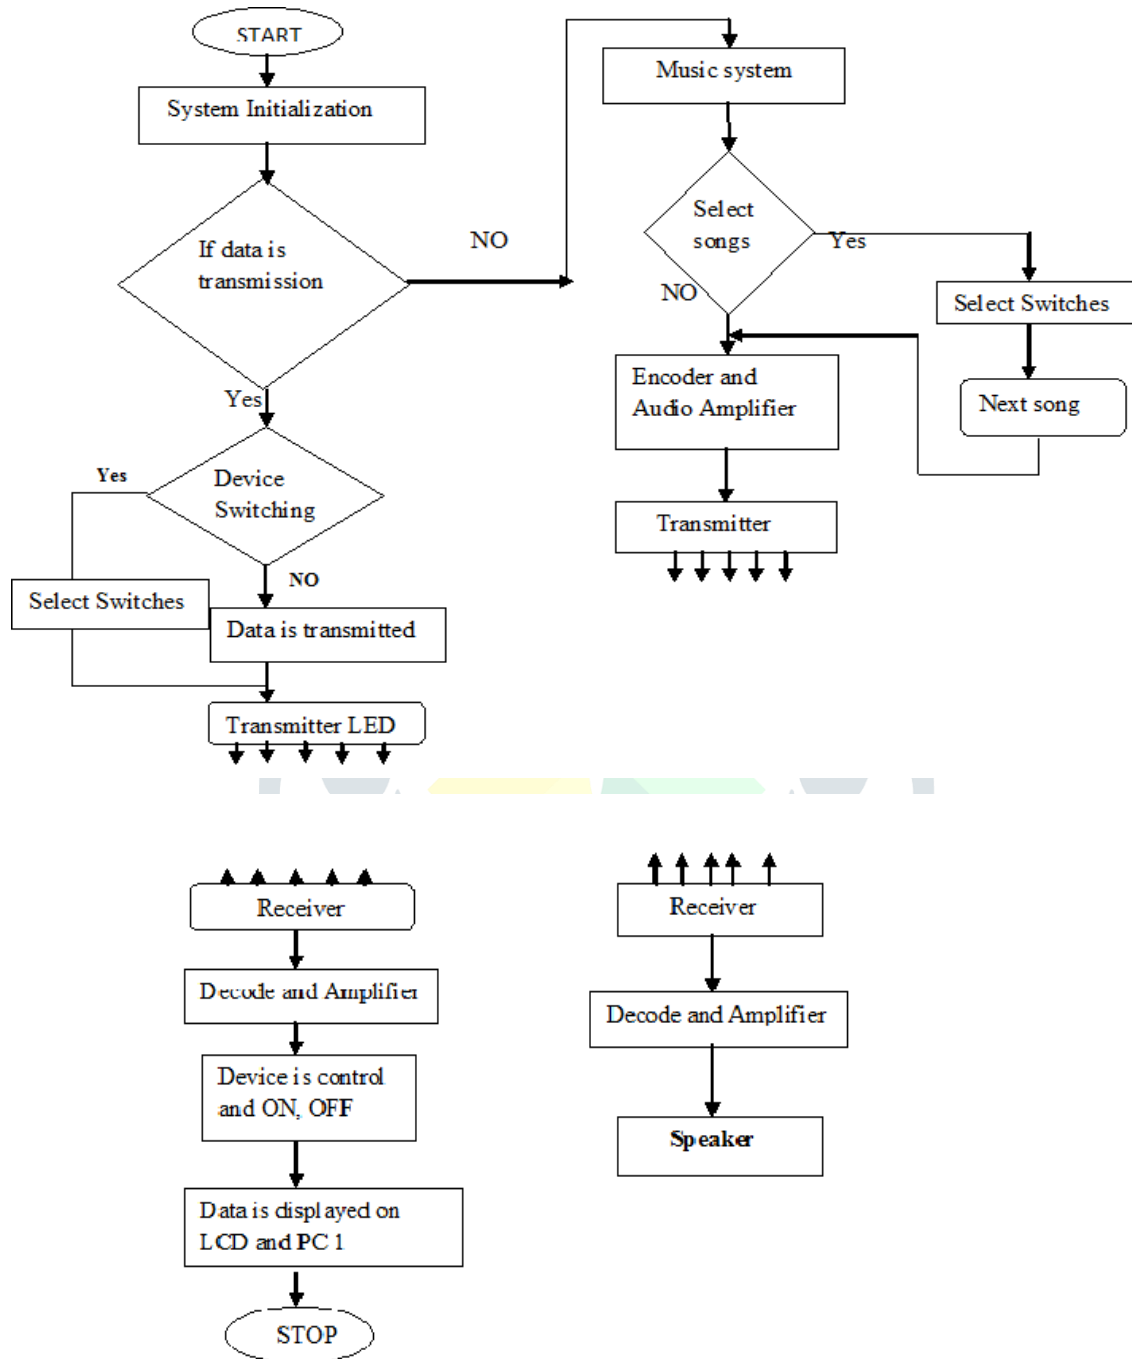 START
System Initialization
If data is
transmission
NO
Yes
Device
Switching
Yes
NO
Select Switches
Data is transmitted
Transmitter LED
Music system
Select
songs
Yes
NO
Select Switches
Next song
Encoder and
Audio Amplifier
Transmitter
Receiver
Decode and Amplifier
Device is control
and ON, OFF
Data is displayed on
LCD and PC 1
STOP
Receiver
Decode and Amplifier
Speaker